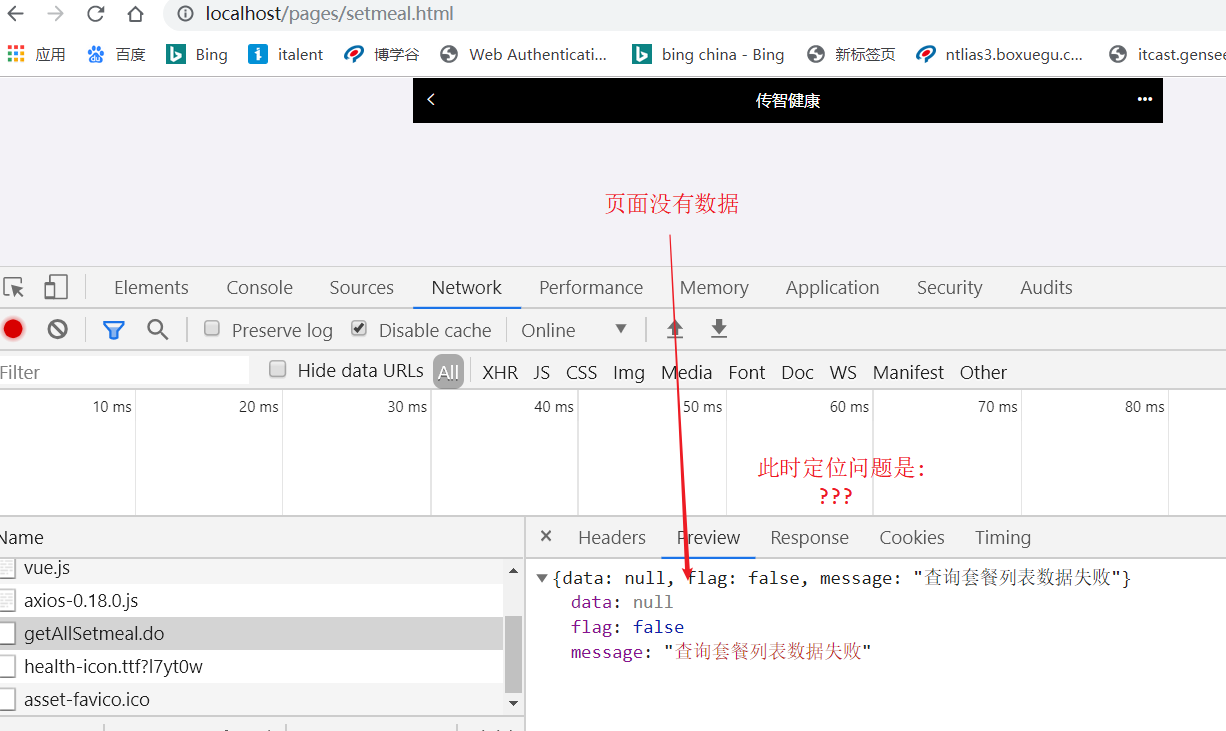 localhost/pages/setmeal.html
应用 百度 Bing italent 博学谷 Web Authenticati... bing china - Bing 新标签页 ntlias3.boxuegu.c... itcast.gensee
传智健康
页面没有数据
Elements Console Sources Network Performance Memory Application Security Audits
Preserve log Disable cache Online
Filter Hide data URLs All XHR JS CSS Img Media Font Doc WS Manifest Other
10 ms 20 ms 30 ms 40 ms 50 ms 60 ms 70 ms 80 ms
此时定位问题是:
???
Name × Headers Preview Response Cookies Timing
vue.js
axios-0.18.0.js
getAllSetmeal.do
health-icon.ttf?l7yt0w
asset-favico.ico
{data: null, flag: false, message: "查询套餐列表数据失败"}
data: null
flag: false
message: "查询套餐列表数据失败"